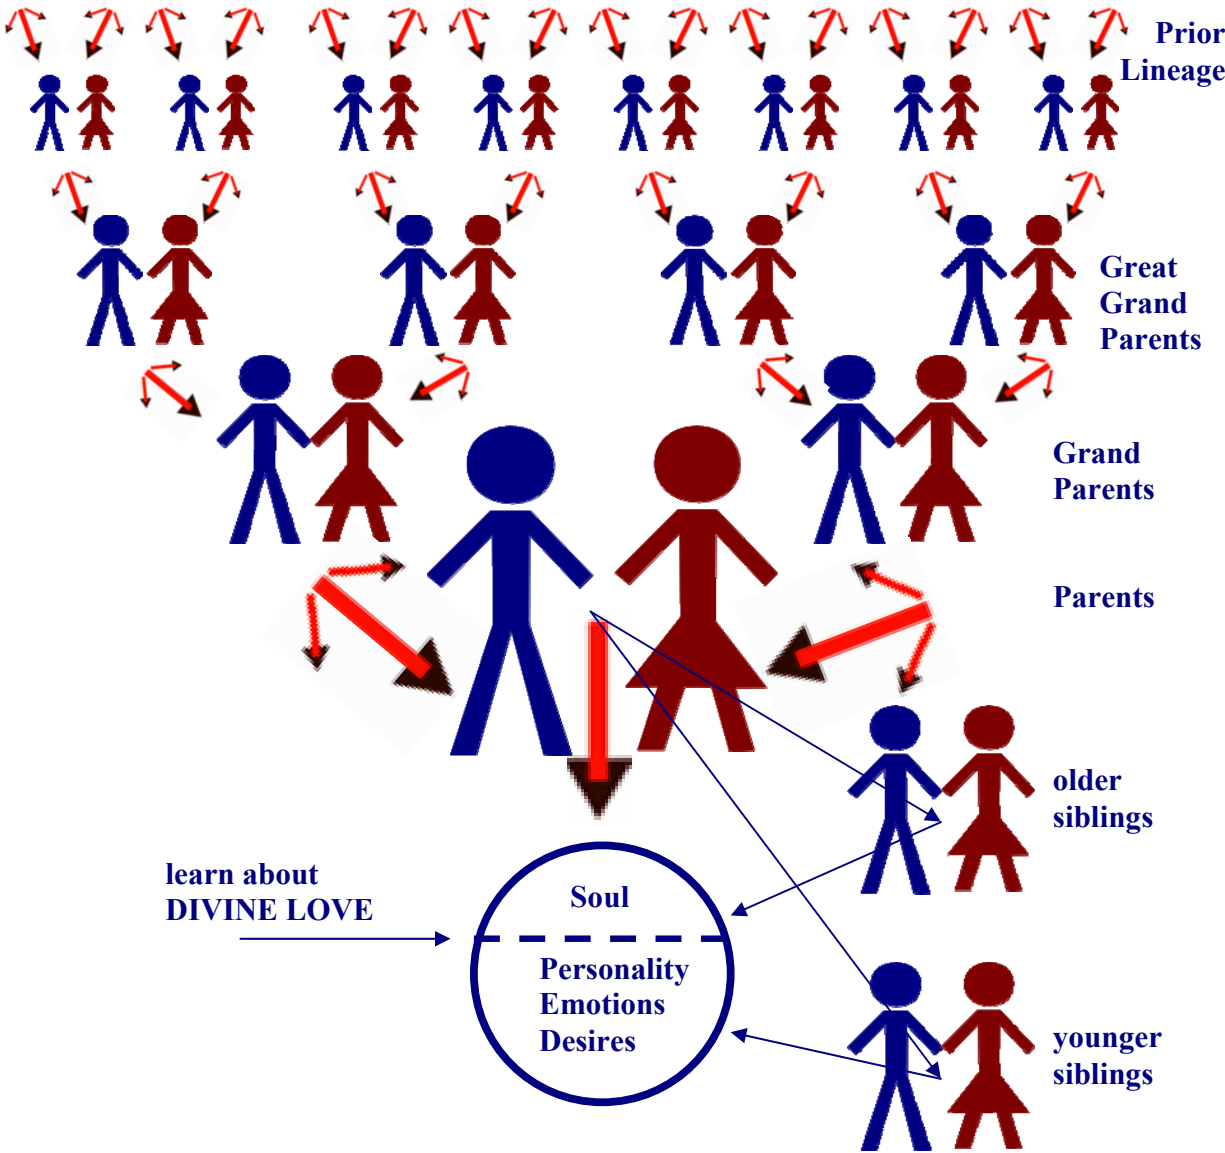 Prior
Lineage
Great
Grand
Parents
Grand
Parents
Parents
older
siblings
learn about
DIVINE LOVE
Soul
Personality
Emotions
Desires
younger
siblings